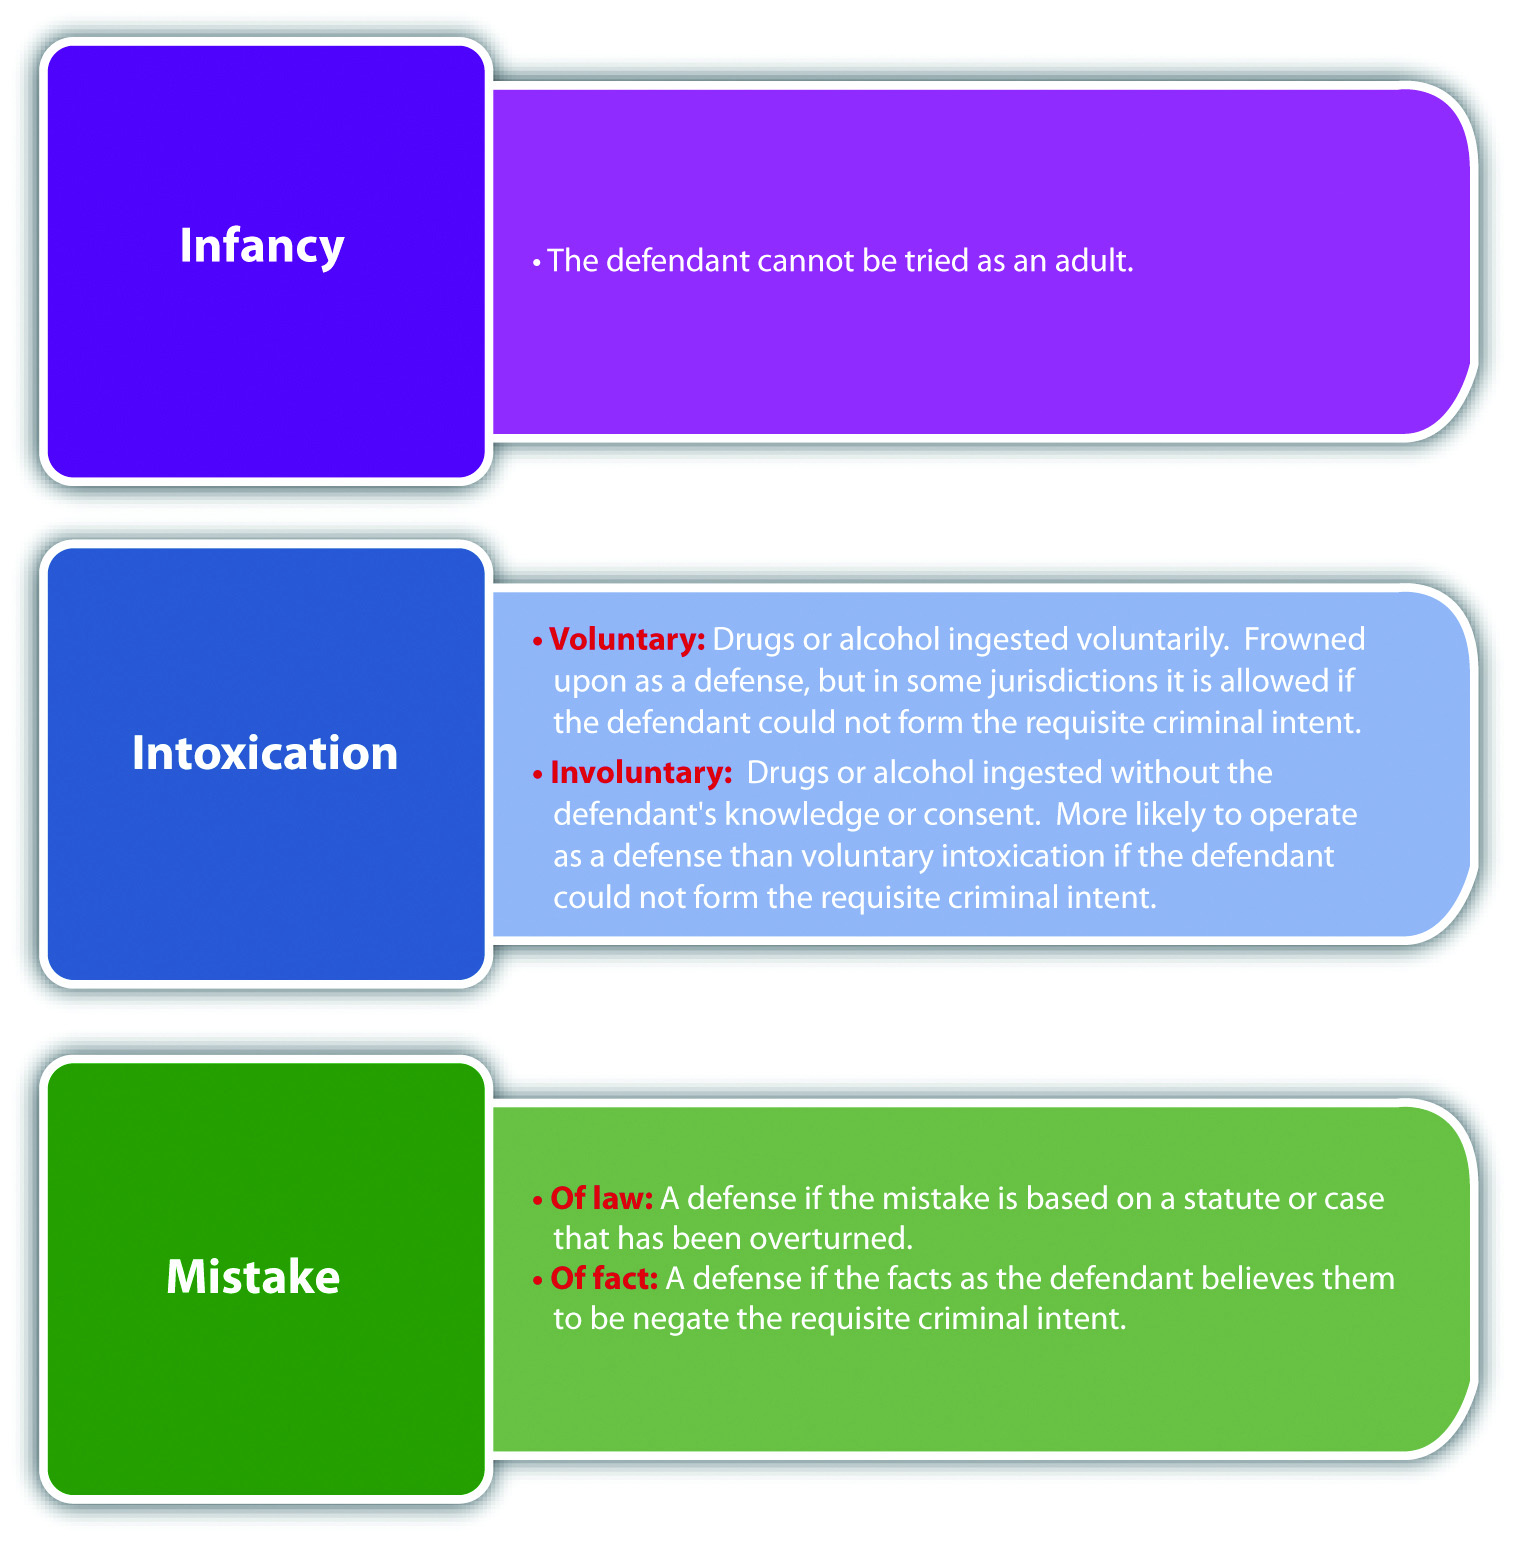 Infancy
• The defendant cannot be tried as an adult.
Intoxication
• Voluntary: Drugs or alcohol ingested voluntarily.  Frowned
upon as a defense, but in some jurisdictions it is allowed if
the defendant could not form the requisite criminal intent.
• Involuntary:  Drugs or alcohol ingested without the
defendant's knowledge or consent.  More likely to operate
as a defense than voluntary intoxication if the defendant
could not form the requisite criminal intent.
Mistake
• Of law: A defense if the mistake is based on a statute or case
that has been overturned.
• Of fact: A defense if the facts as the defendant believes them
to be negate the requisite criminal intent.